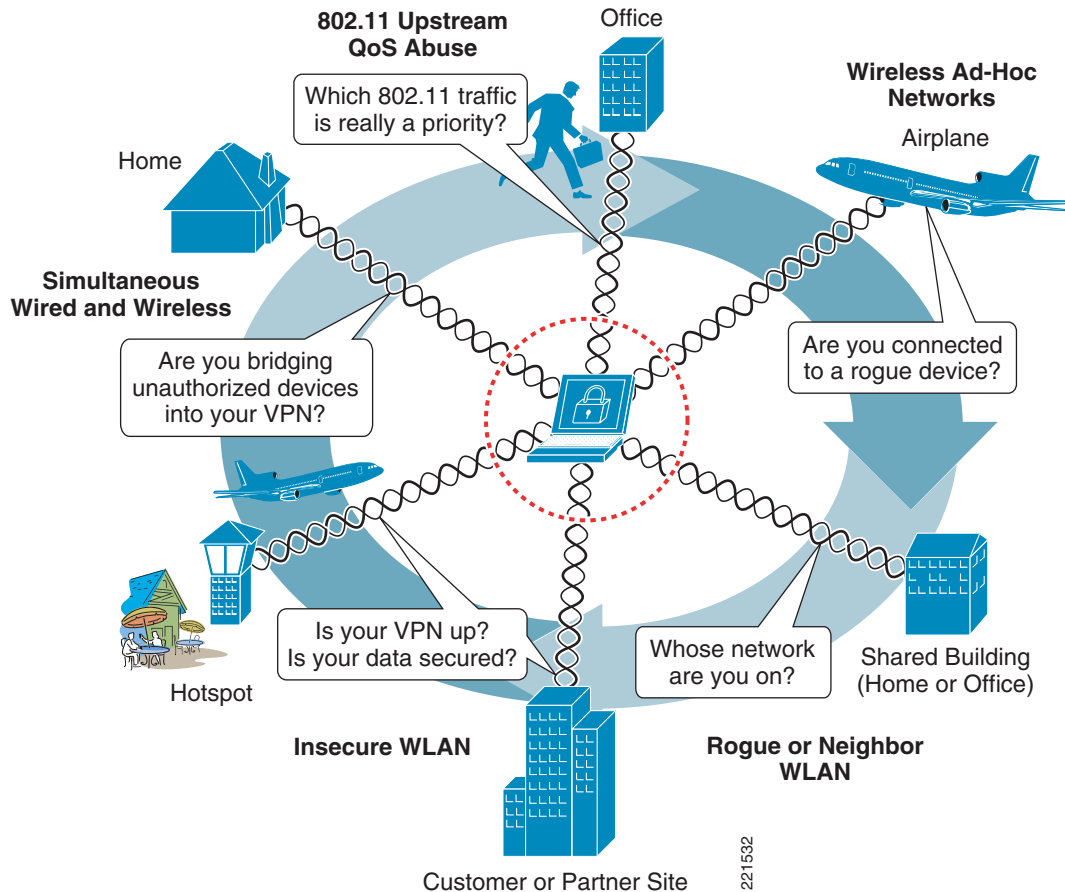 802.11 Upstream
QoS Abuse
Office
Which 802.11 traffic
is really a priority?
Wireless Ad-Hoc
Networks
Airplane
Home
Simultaneous
Wired and Wireless
Are you bridging
unauthorized devices
into your VPN?
Are you connected
to a rogue device?
Is your VPN up?
Is your data secured?
Whose network
are you on?
Hotspot
Shared Building
(Home or Office)
Insecure WLAN
Rogue or Neighbor
WLAN
Customer or Partner Site
221532